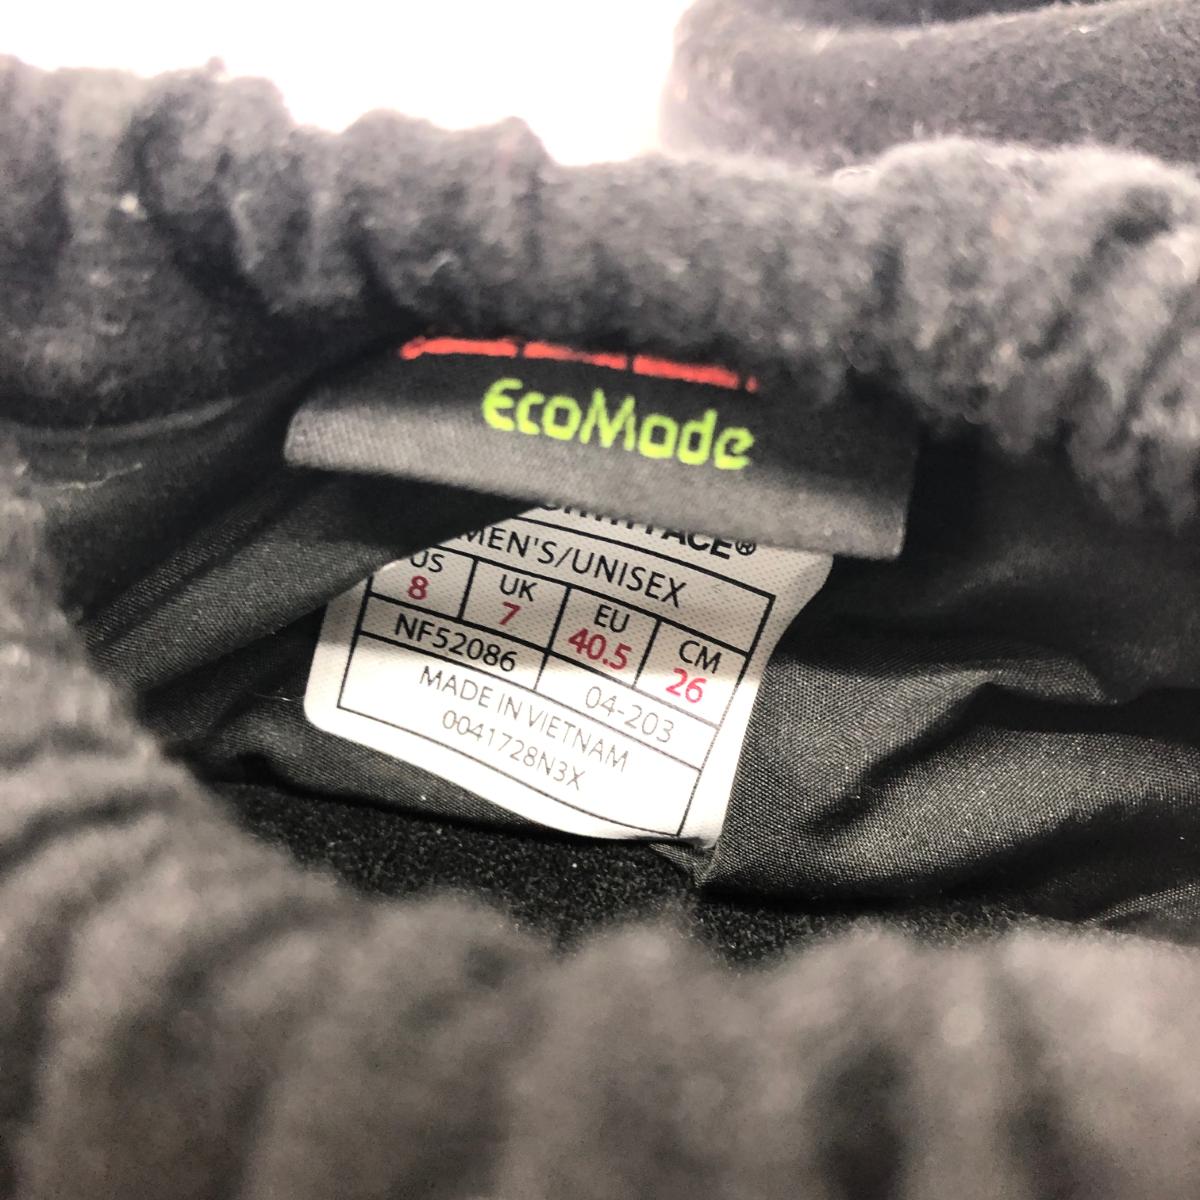 EcoMode
FACE®
MEN'S/UNISEX
US UK EU CM
8 7 40.5 26
NF52086 04-203
MADE IN VIETNAM
0041728N3X